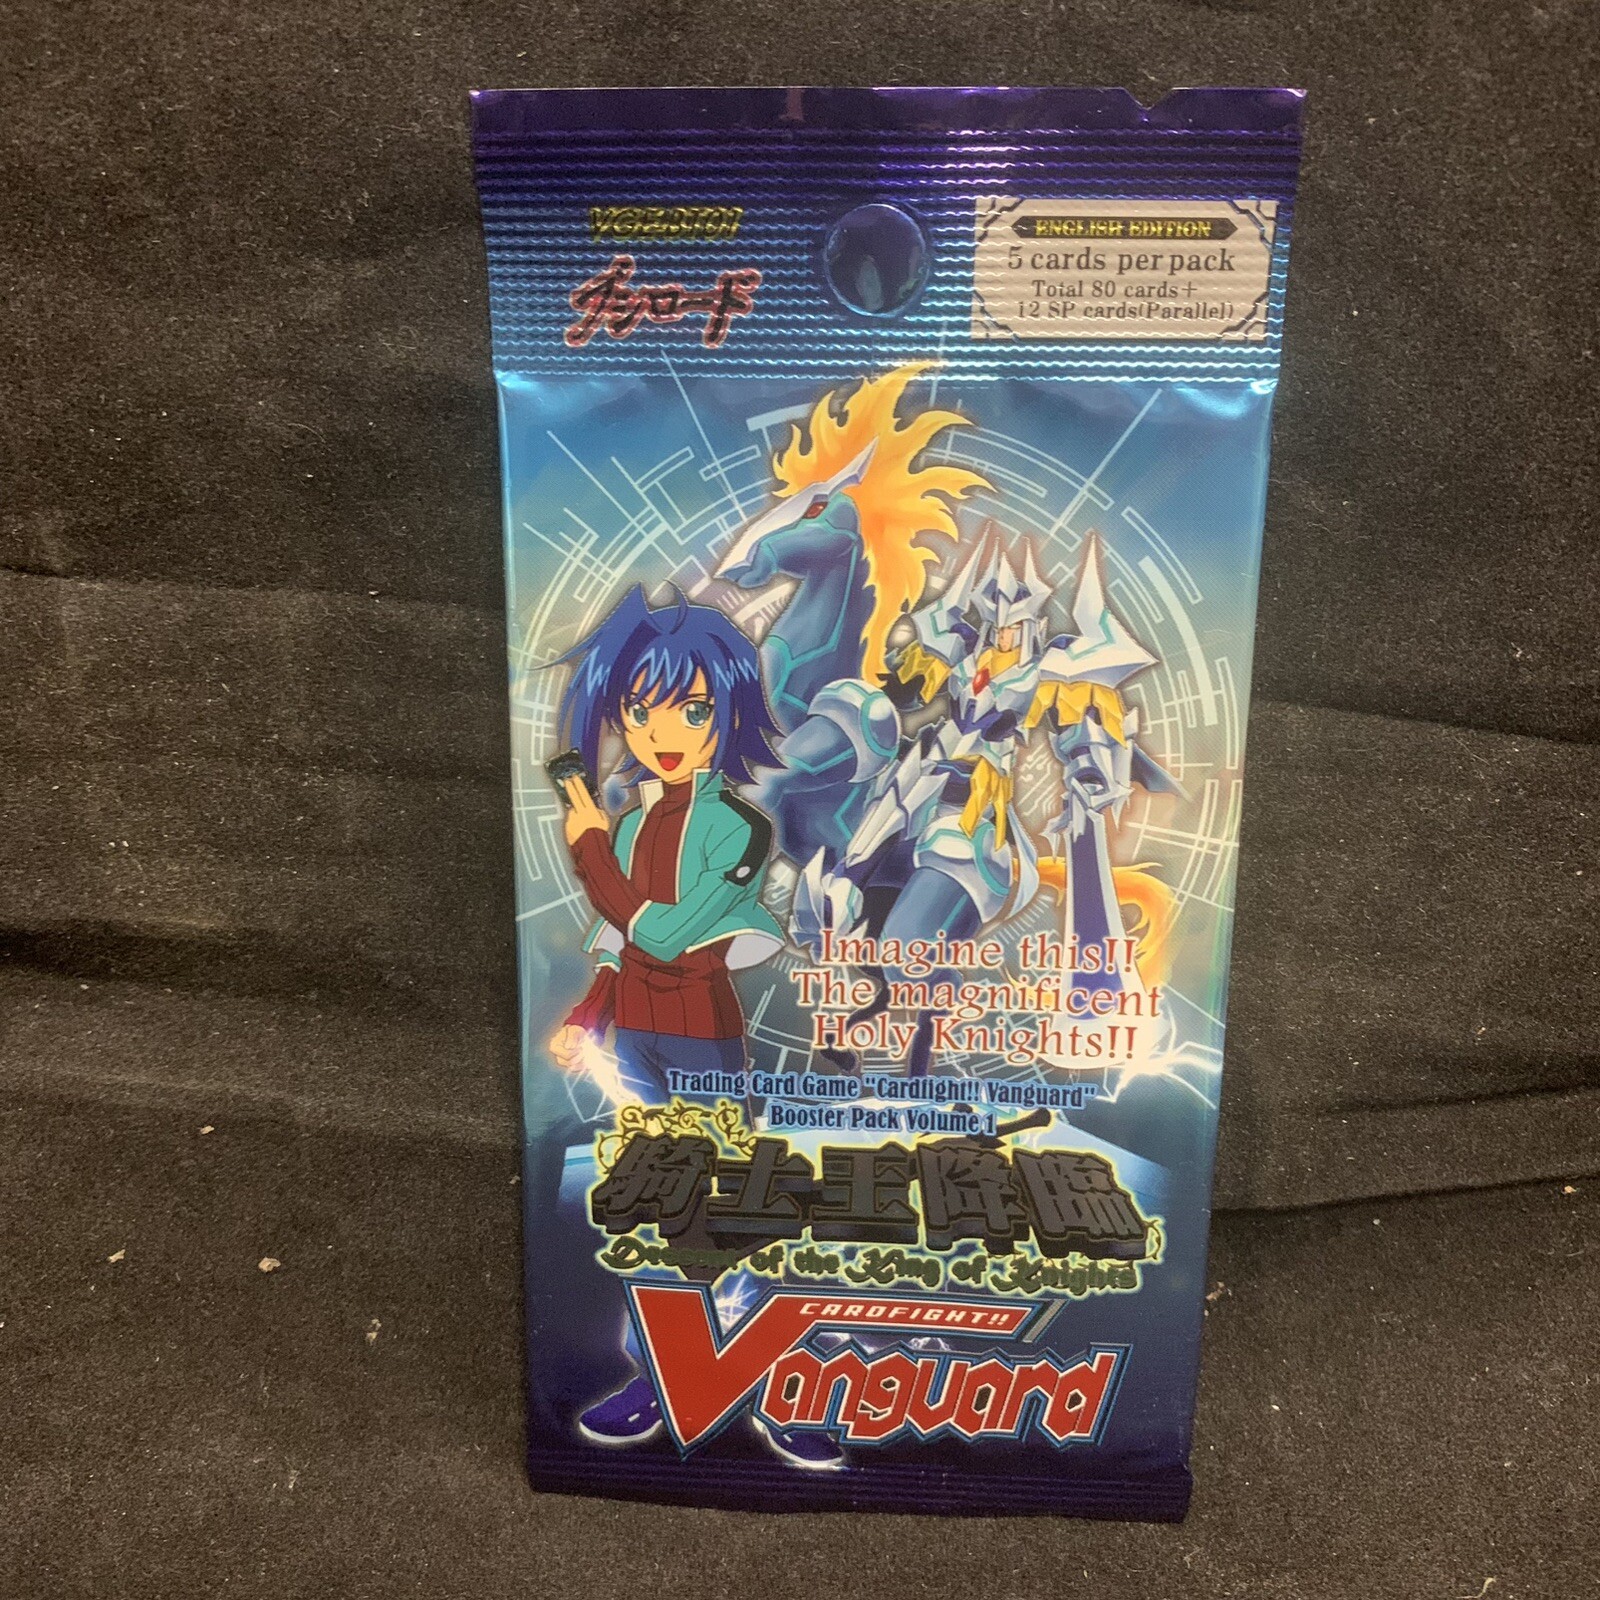 VGE-BT01
ブシロード
ENGLISH EDITION
5 cards per pack
Total 80 cards+
12 SP cards(Parallel)
Imagine this!!
The magnificent
Holy Knights!!
Trading Card Game "Cardfight!! Vanguard"
Booster Pack Volume 1
騎士王降臨
Descent of the King of Knights
CARDFIGHT!!
Vanguard